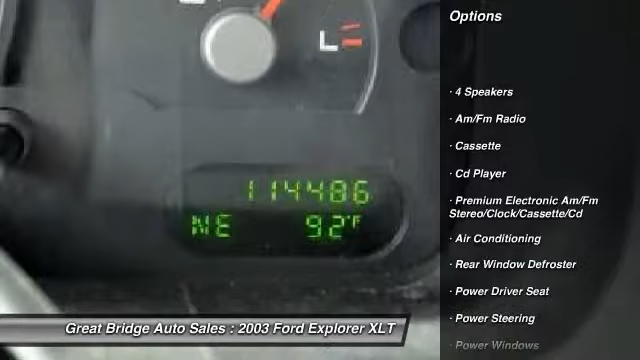 Options
L
114486
NE 92°F
· 4 Speakers
· Am/Fm Radio
· Cassette
· Cd Player
· Premium Electronic Am/Fm
Stereo/Clock/Cassette/Cd
· Air Conditioning
· Rear Window Defroster
· Power Driver Seat
· Power Steering
· Power Windows
Great Bridge Auto Sales : 2003 Ford Explorer XLT